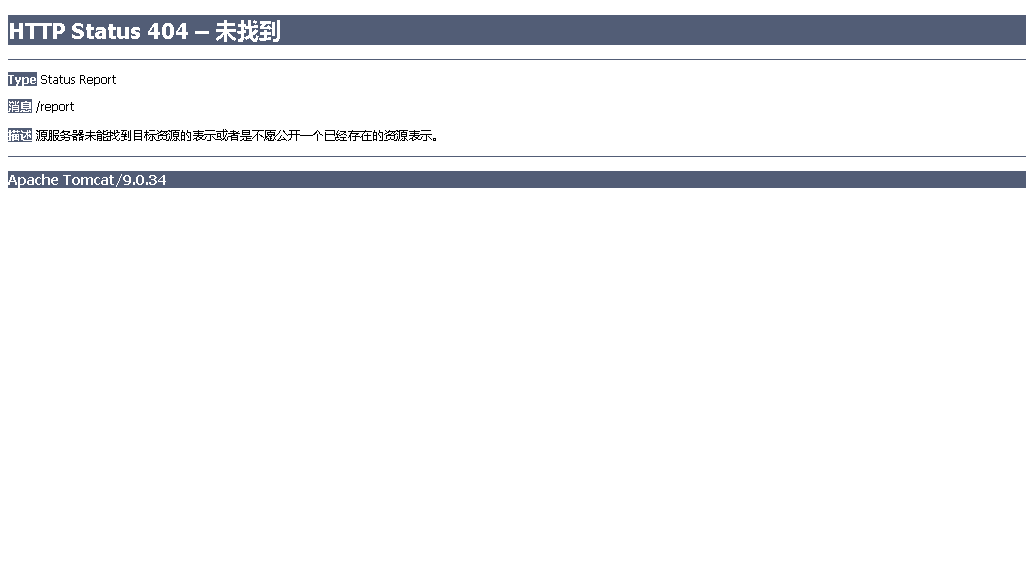 HTTP Status 404 – 未找到
Type Status Report
消息 /report
描述 源服务器未能找到目标资源的表示或者是不愿公开一个已经存在的资源表示。
Apache Tomcat/9.0.34